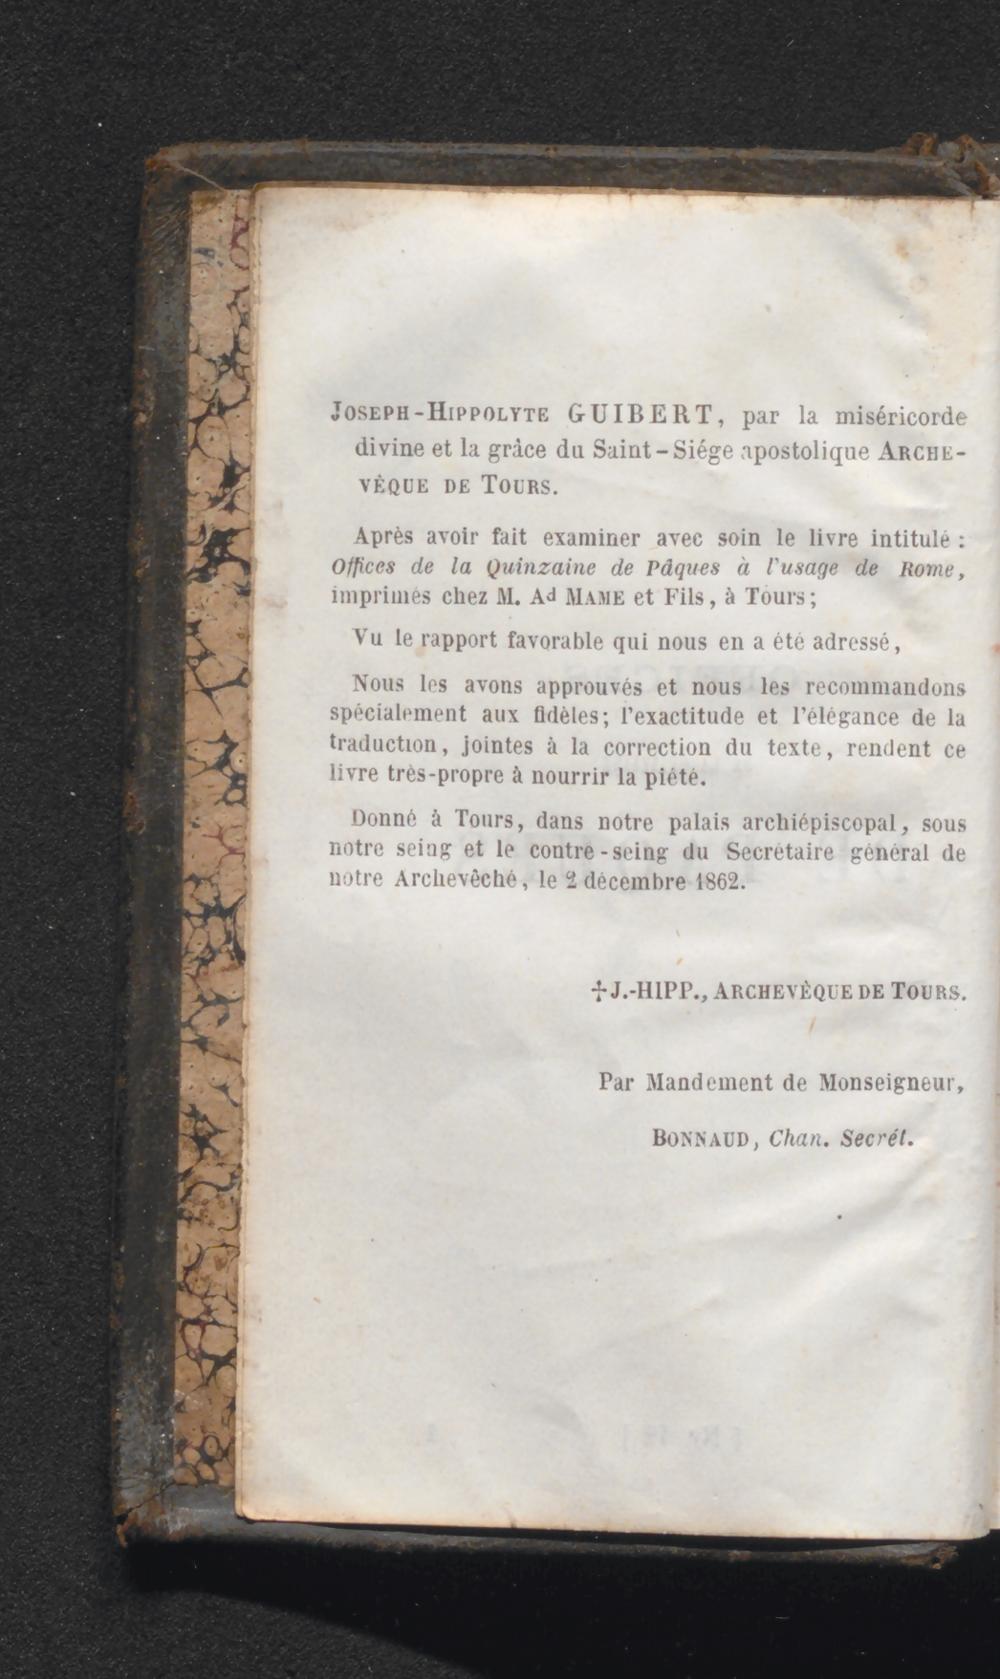 Joseph-Hippolyte GUIBERT, par la miséricorde
divine et la grâce du Saint-Siége apostolique Arche-
vêque de Tours.
Après avoir fait examiner avec soin le livre intitulé :
Offices de la Quinzaine de Pâques à l'usage de Rome,
imprimés chez M. Ad Mame et Fils, à Tours;
Vu le rapport favorable qui nous en a été adressé,
Nous les avons approuvés et nous les recommandons
spécialement aux fidèles; l'exactitude et l'élégance de la
traduction, jointes à la correction du texte, rendent ce
livre très-propre à nourrir la piété.
Donné à Tours, dans notre palais archiépiscopal, sous
notre seing et le contre-seing du Secrétaire général de
notre Archevêché, le 2 décembre 1862.
✝ J.-HIPP., Archevêque de Tours.
Par Mandement de Monseigneur,
Bonnaud, Chan. Secrét.